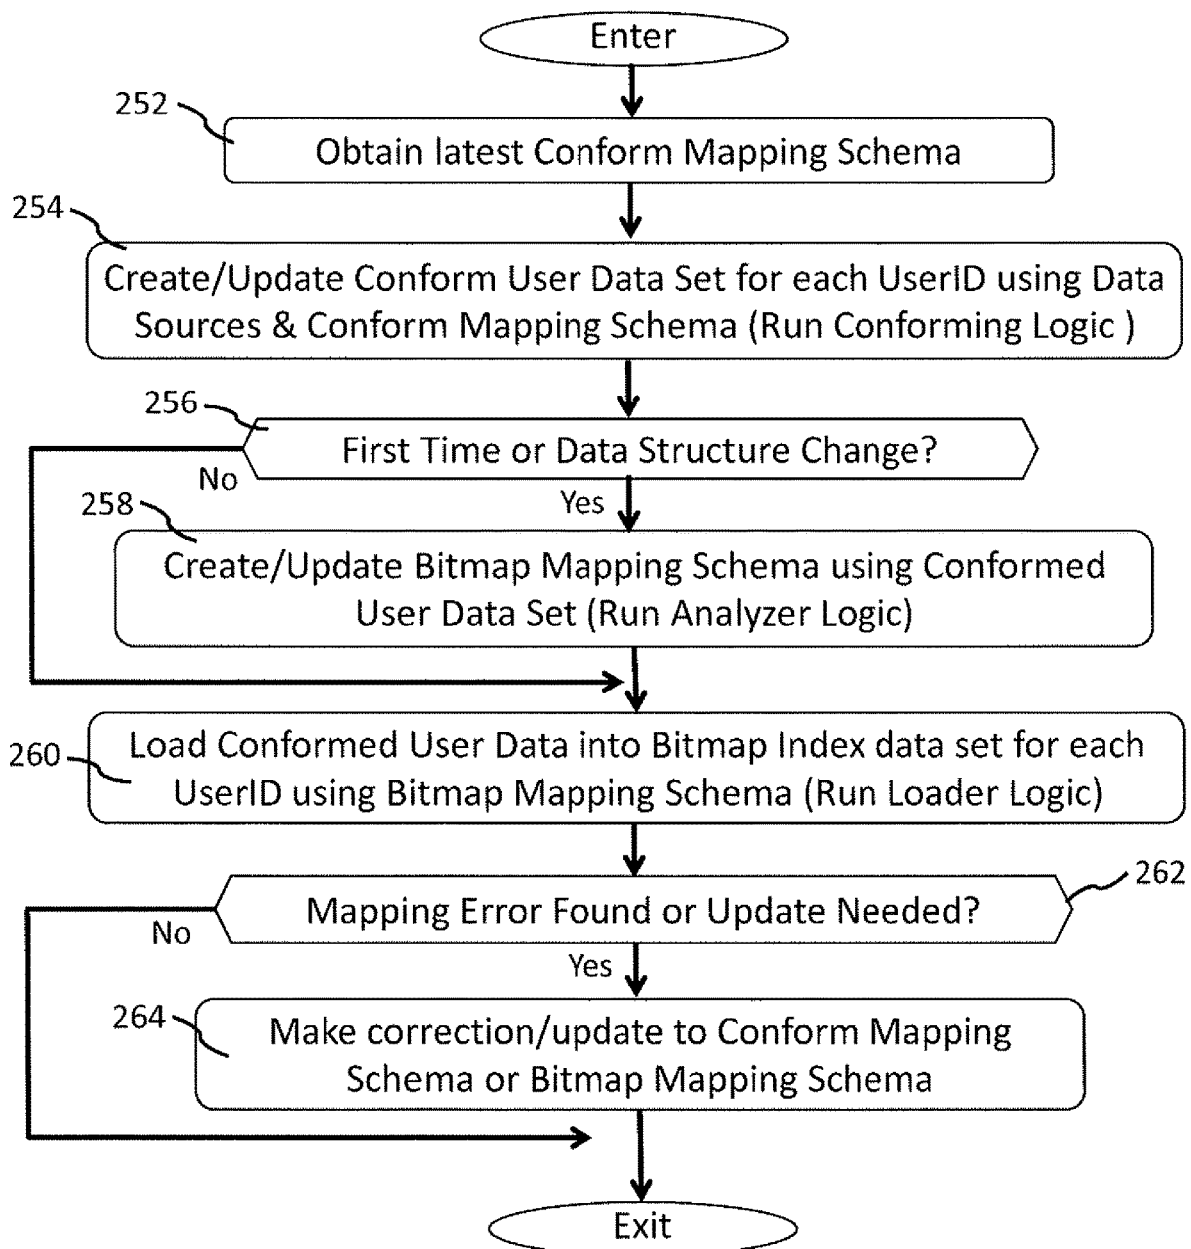 Enter
252
Obtain latest Conform Mapping Schema
254
Create/Update Conform User Data Set for each UserID using Data
Sources & Conform Mapping Schema (Run Conforming Logic )
256
First Time or Data Structure Change?
No
Yes
258
Create/Update Bitmap Mapping Schema using Conformed
User Data Set (Run Analyzer Logic)
260
Load Conformed User Data into Bitmap Index data set for each
UserID using Bitmap Mapping Schema (Run Loader Logic)
262
Mapping Error Found or Update Needed?
No
Yes
264
Make correction/update to Conform Mapping
Schema or Bitmap Mapping Schema
Exit